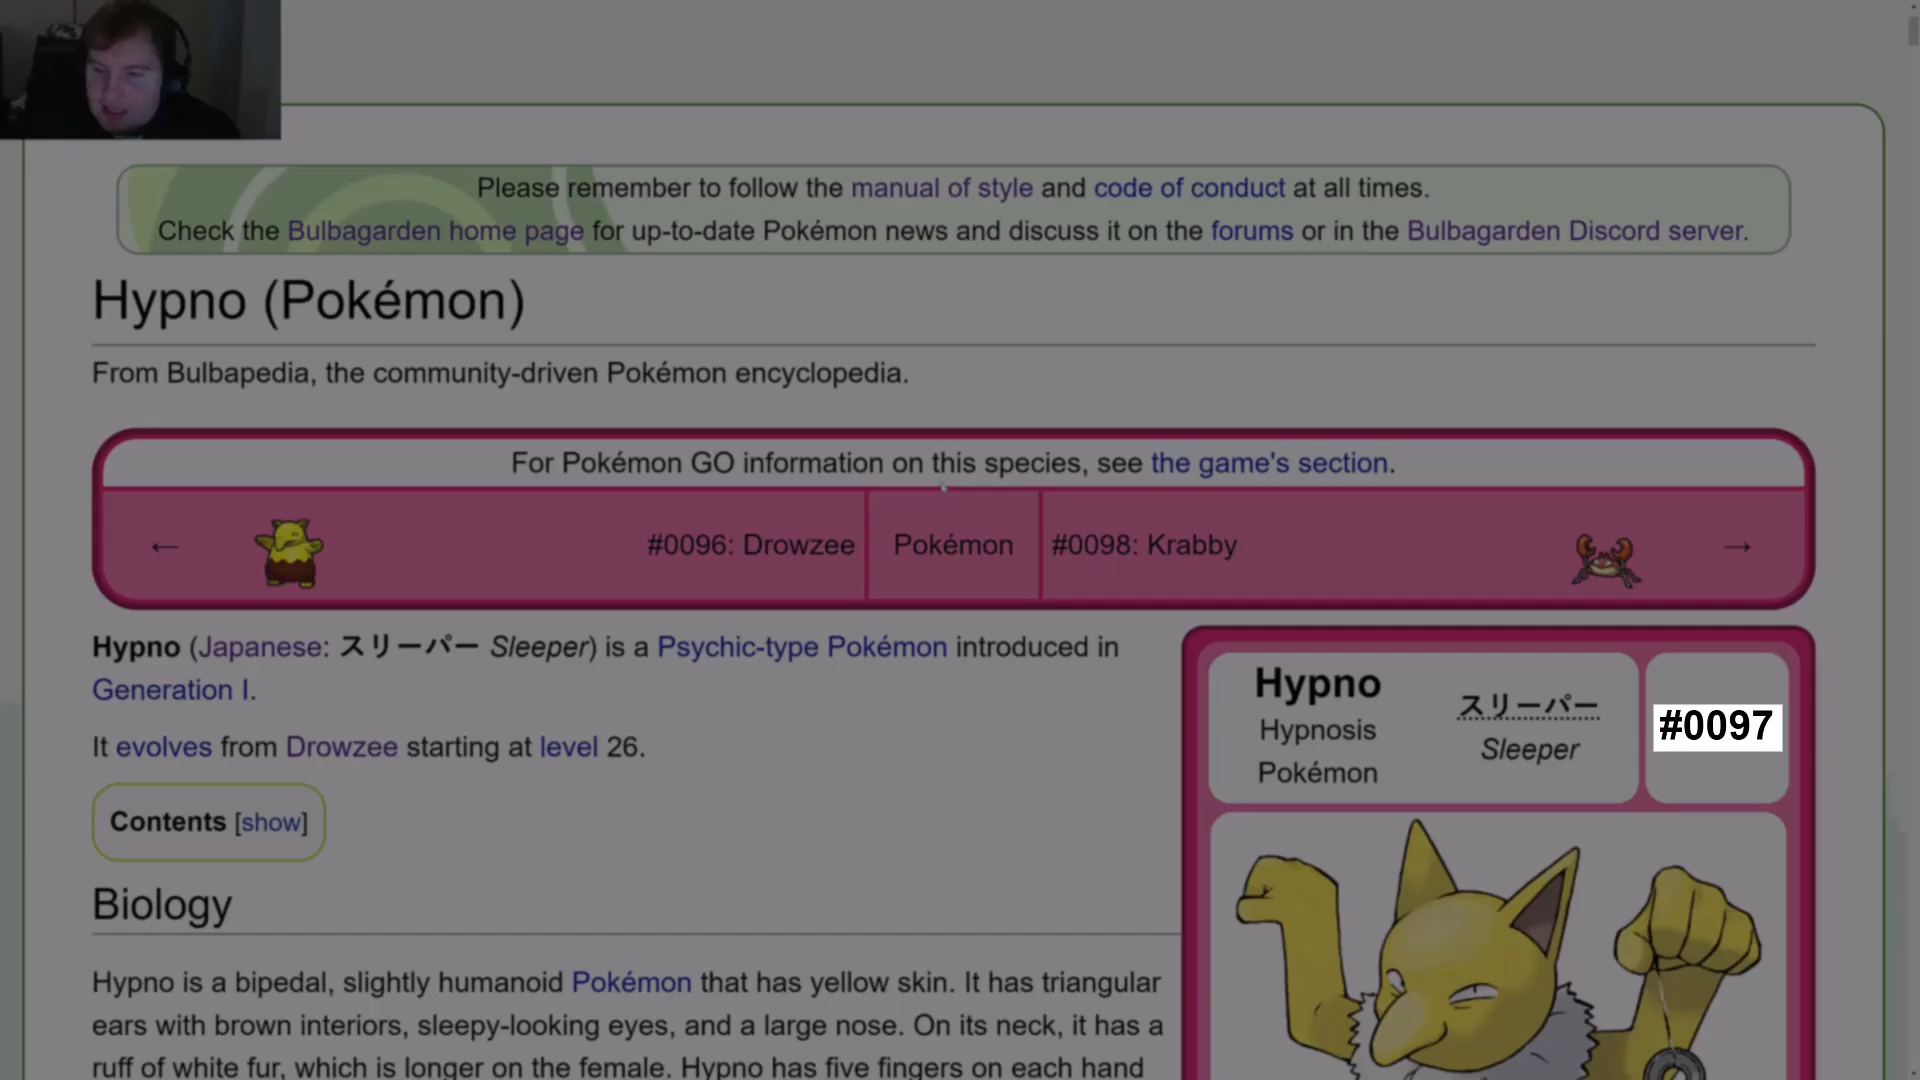 Please remember to follow the manual of style and code of conduct at all times.
Check the Bulbagarden home page for up-to-date Pokémon news and discuss it on the forums or in the Bulbagarden Discord server.
Hypno (Pokémon)
From Bulbapedia, the community-driven Pokémon encyclopedia.
For Pokémon GO information on this species, see the game's section.
← #0096: Drowzee Pokémon #0098: Krabby →
Hypno (Japanese: スリーパー Sleeper) is a Psychic-type Pokémon introduced in
Generation I.
It evolves from Drowzee starting at level 26.
Contents [show]
Biology
Hypno is a bipedal, slightly humanoid Pokémon that has yellow skin. It has triangular
ears with brown interiors, sleepy-looking eyes, and a large nose. On its neck, it has a
ruff of white fur, which is longer on the female. Hypno has five fingers on each hand
Hypno
Hypnosis
Pokémon
スリーパー
Sleeper
#0097